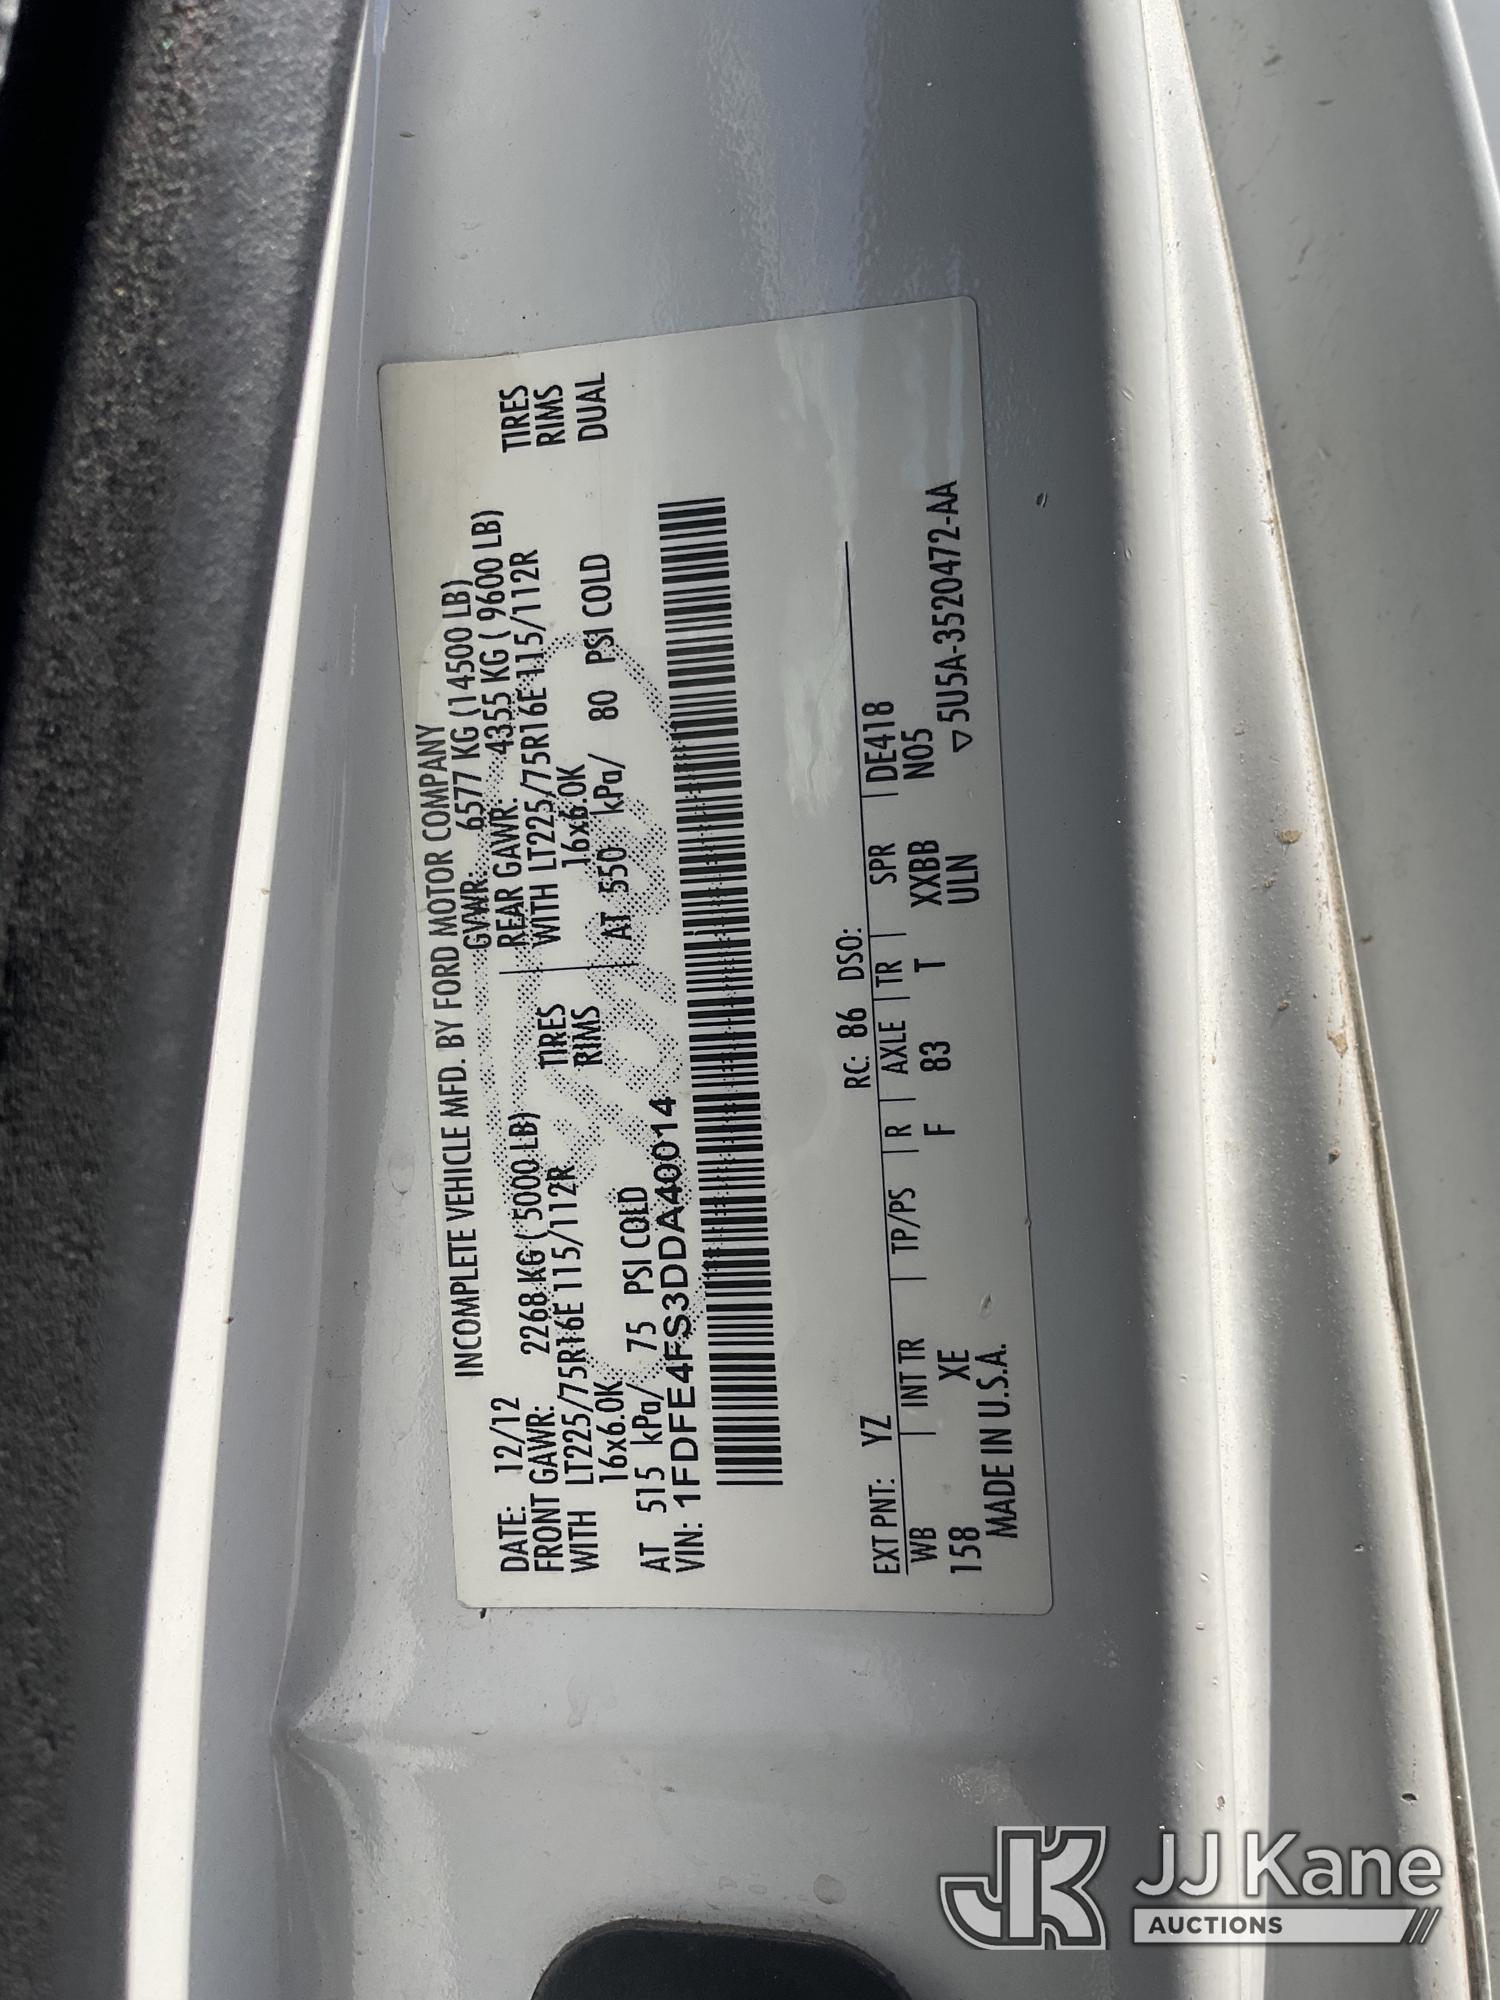 INCOMPLETE VEHICLE MFD. BY FORD MOTOR COMPANY
DATE: 12/12 GVWR: 6577 KG (14500 LB)
FRONT GAWR: 2268 KG ( 5000 LB) REAR GAWR: 4355 KG ( 9600 LB)
WITH LT225/75R16E 115/112R TIRES WITH LT225/75R16E 115/112R TIRES
16x6.0K RIMS 16x6.0K RIMS
AT 515 kPa/ 75 PSI COLD AT 550 kPa/ 80 PSI COLD DUAL
VIN: 1FDFE4FS3DDA40014
EXT PNT: YZ RC: 86 DSO:
WB INT TR TP/PS R AXLE TR SPR DE418
158 XE F 83 T XXBB N05
MADE IN U.S.A. ULN ▽ 5U5A-3520472-AA
JK JJ Kane
AUCTIONS